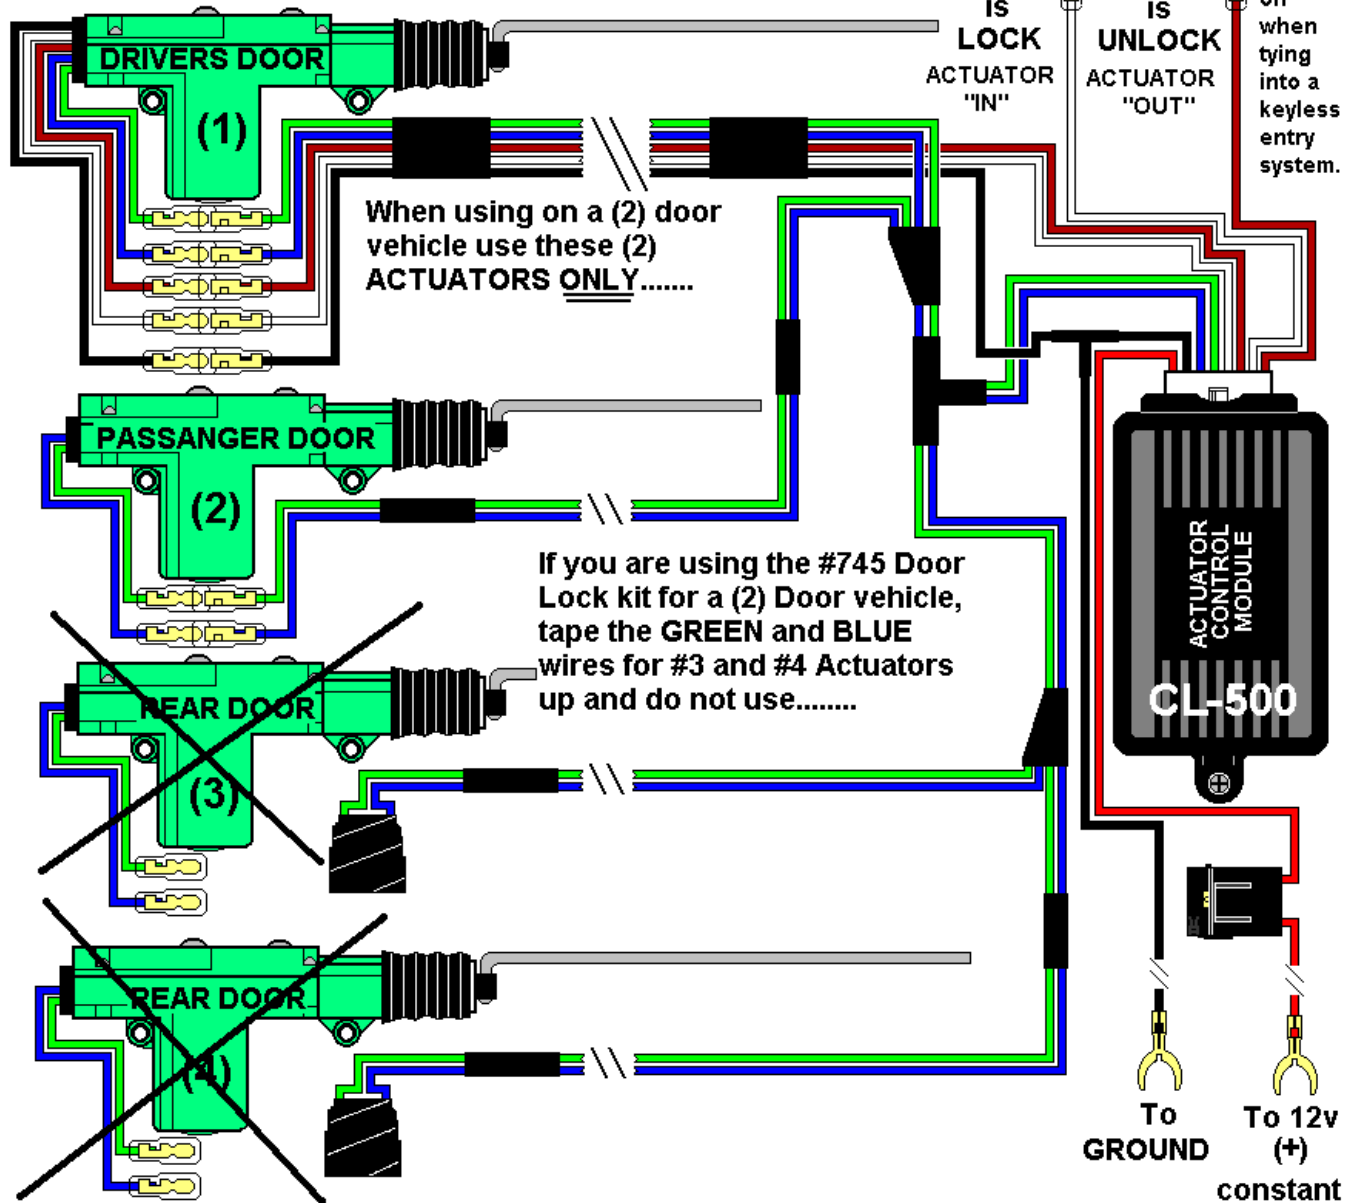 is
LOCK
ACTUATOR
"IN"
is
UNLOCK
ACTUATOR
"OUT"
when
tying
into a
keyless
entry
system.
DRIVERS DOOR
(1)
When using on a (2) door
vehicle use these (2)
ACTUATORS ONLY.......
PASSANGER DOOR
(2)
If you are using the #745 Door
Lock kit for a (2) Door vehicle,
tape the GREEN and BLUE
wires for #3 and #4 Actuators
up and do not use........
ACTUATOR
CONTROL
MODULE
CL-500
REAR DOOR
(3)
REAR DOOR
(4)
To
GROUND
To 12v
(+)
constant